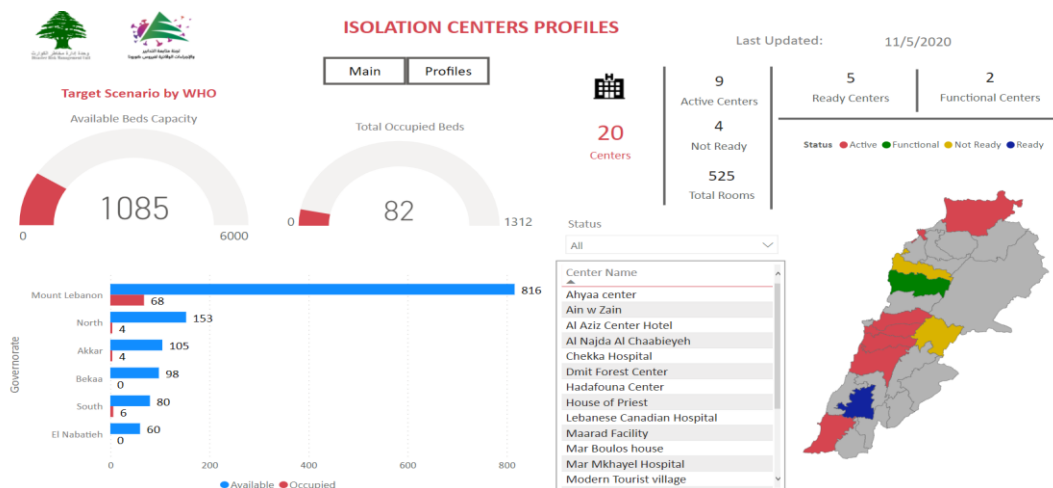 ISOLATION CENTERS PROFILES
Last Updated: 11/5/2020
Main
Profiles
Target Scenario by WHO
Available Beds Capacity
1085
0
6000
Total Occupied Beds
82
0
1312
20
Centers
9
Active Centers
4
Not Ready
525
Total Rooms
5
Ready Centers
2
Functional Centers
Status Active Functional Not Ready Ready
Status
All
Center Name
Ahyaa center
Ain w Zain
Al Aziz Center Hotel
Al Najda Al Chaabieyeh
Chekka Hospital
Dmit Forest Center
Hadafouna Center
House of Priest
Lebanese Canadian Hospital
Maarad Facility
Mar Boulos house
Mar Mkhayel Hospital
Modern Tourist village
Governorate
Mount Lebanon 816
68
North 153
4
Akkar 105
4
Bekaa 98
0
South 80
6
El Nabatieh 60
0
0 200 400 600 800
Available Occupied